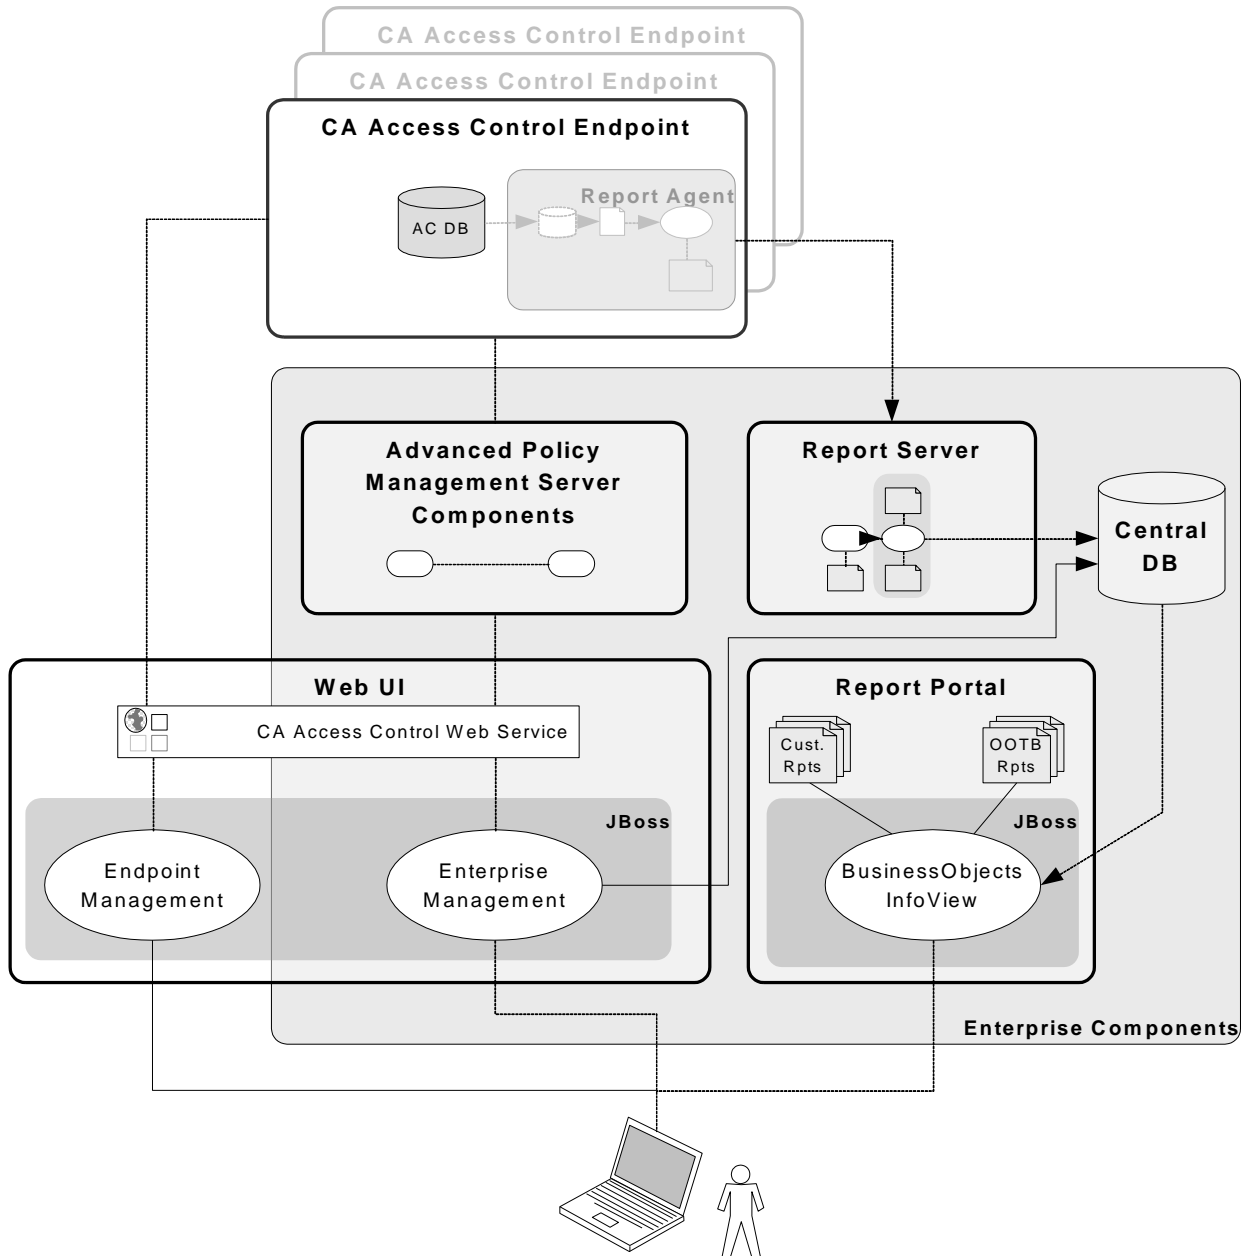 CA Access Control Endpoint
CA Access Control Endpoint
CA Access Control Endpoint
Report Agent
AC DB
Advanced Policy
Management Server
Components
Report Server
Central
DB
Web UI
Report Portal
CA Access Control Web Service
Cust.
Rpts
OOTB
Rpts
JBoss
JBoss
Endpoint
Management
Enterprise
Management
BusinessObjects
InfoView
Enterprise Components